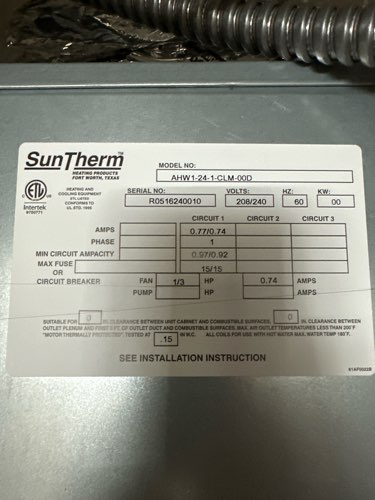 SunTherm™
HEATING PRODUCTS
FORT WORTH, TEXAS
MODEL NO:
AHW1-24-1-CLM-00D
ETL
Intertek
9700771
HEATING AND
COOLING EQUIPMENT
ETL LISTED
CONFORMS TO
UL STD. 1995
SERIAL NO: VOLTS: HZ: KW:
R0516240010 208/240 60 00
CIRCUIT 1 CIRCUIT 2 CIRCUIT 3
AMPS 0.77/0.74
PHASE 1
MIN CIRCUIT AMPACITY 0.97/0.92
MAX FUSE 15/15
OR
CIRCUIT BREAKER FAN 1/3 HP 0.74 AMPS
PUMP HP AMPS
SUITABLE FOR 0 IN. CLEARANCE BETWEEN UNIT CABINET AND COMBUSTIBLE SURFACES. 0 IN. CLEARANCE BETWEEN
OUTLET PLENUM AND FIRST 3 FT. OF OUTLET DUCT AND COMBUSTIBLE SURFACES. MAX. AIR OUTLET TEMPERATURES LESS THAN 200°F
"MOTOR THERMALLY PROTECTED". TESTED AT .15 IN W.C. ALL COILS FOR USE WITH HOT WATER MAX. WATER TEMP 180°F.
SEE INSTALLATION INSTRUCTION